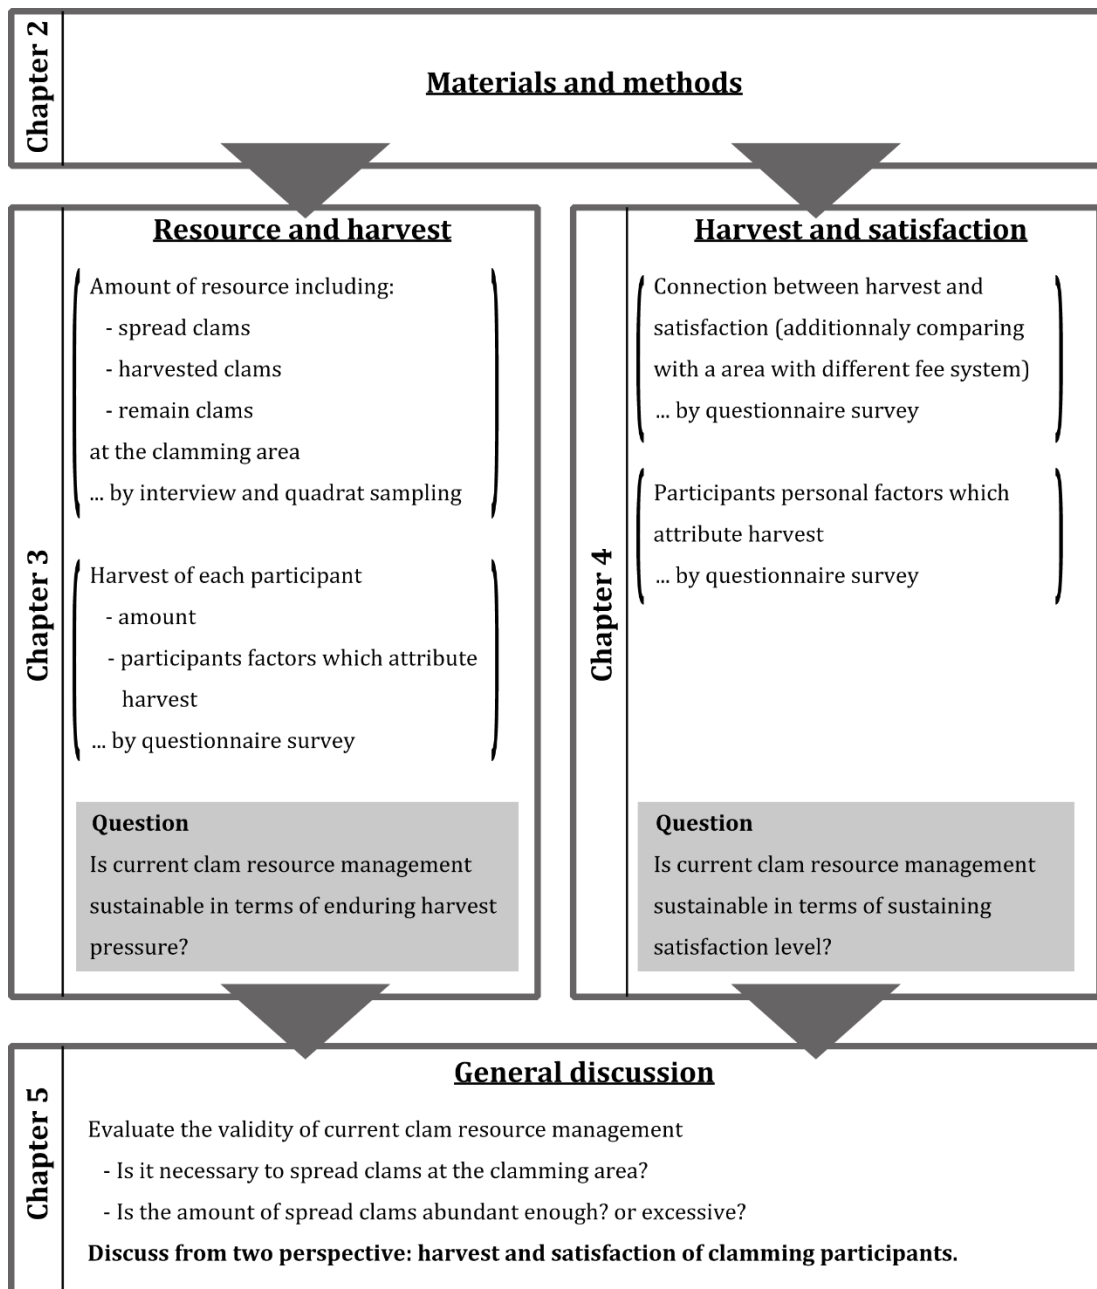 Chapter 2
Materials and methods
Chapter 3
Resource and harvest
Amount of resource including:
- spread clams
- harvested clams
- remain clams
at the clamming area
... by interview and quadrat sampling
Harvest of each participant
- amount
- participants factors which attribute
harvest
... by questionnaire survey
Question
Is current clam resource management
sustainable in terms of enduring harvest
pressure?
Chapter 4
Harvest and satisfaction
Connection between harvest and
satisfaction (additionnaly comparing
with a area with different fee system)
... by questionnaire survey
Participants personal factors which
attribute harvest
... by questionnaire survey
Question
Is current clam resource management
sustainable in terms of sustaining
satisfaction level?
Chapter 5
General discussion
Evaluate the validity of current clam resource management
- Is it necessary to spread clams at the clamming area?
- Is the amount of spread clams abundant enough? or excessive?
Discuss from two perspective: harvest and satisfaction of clamming participants.